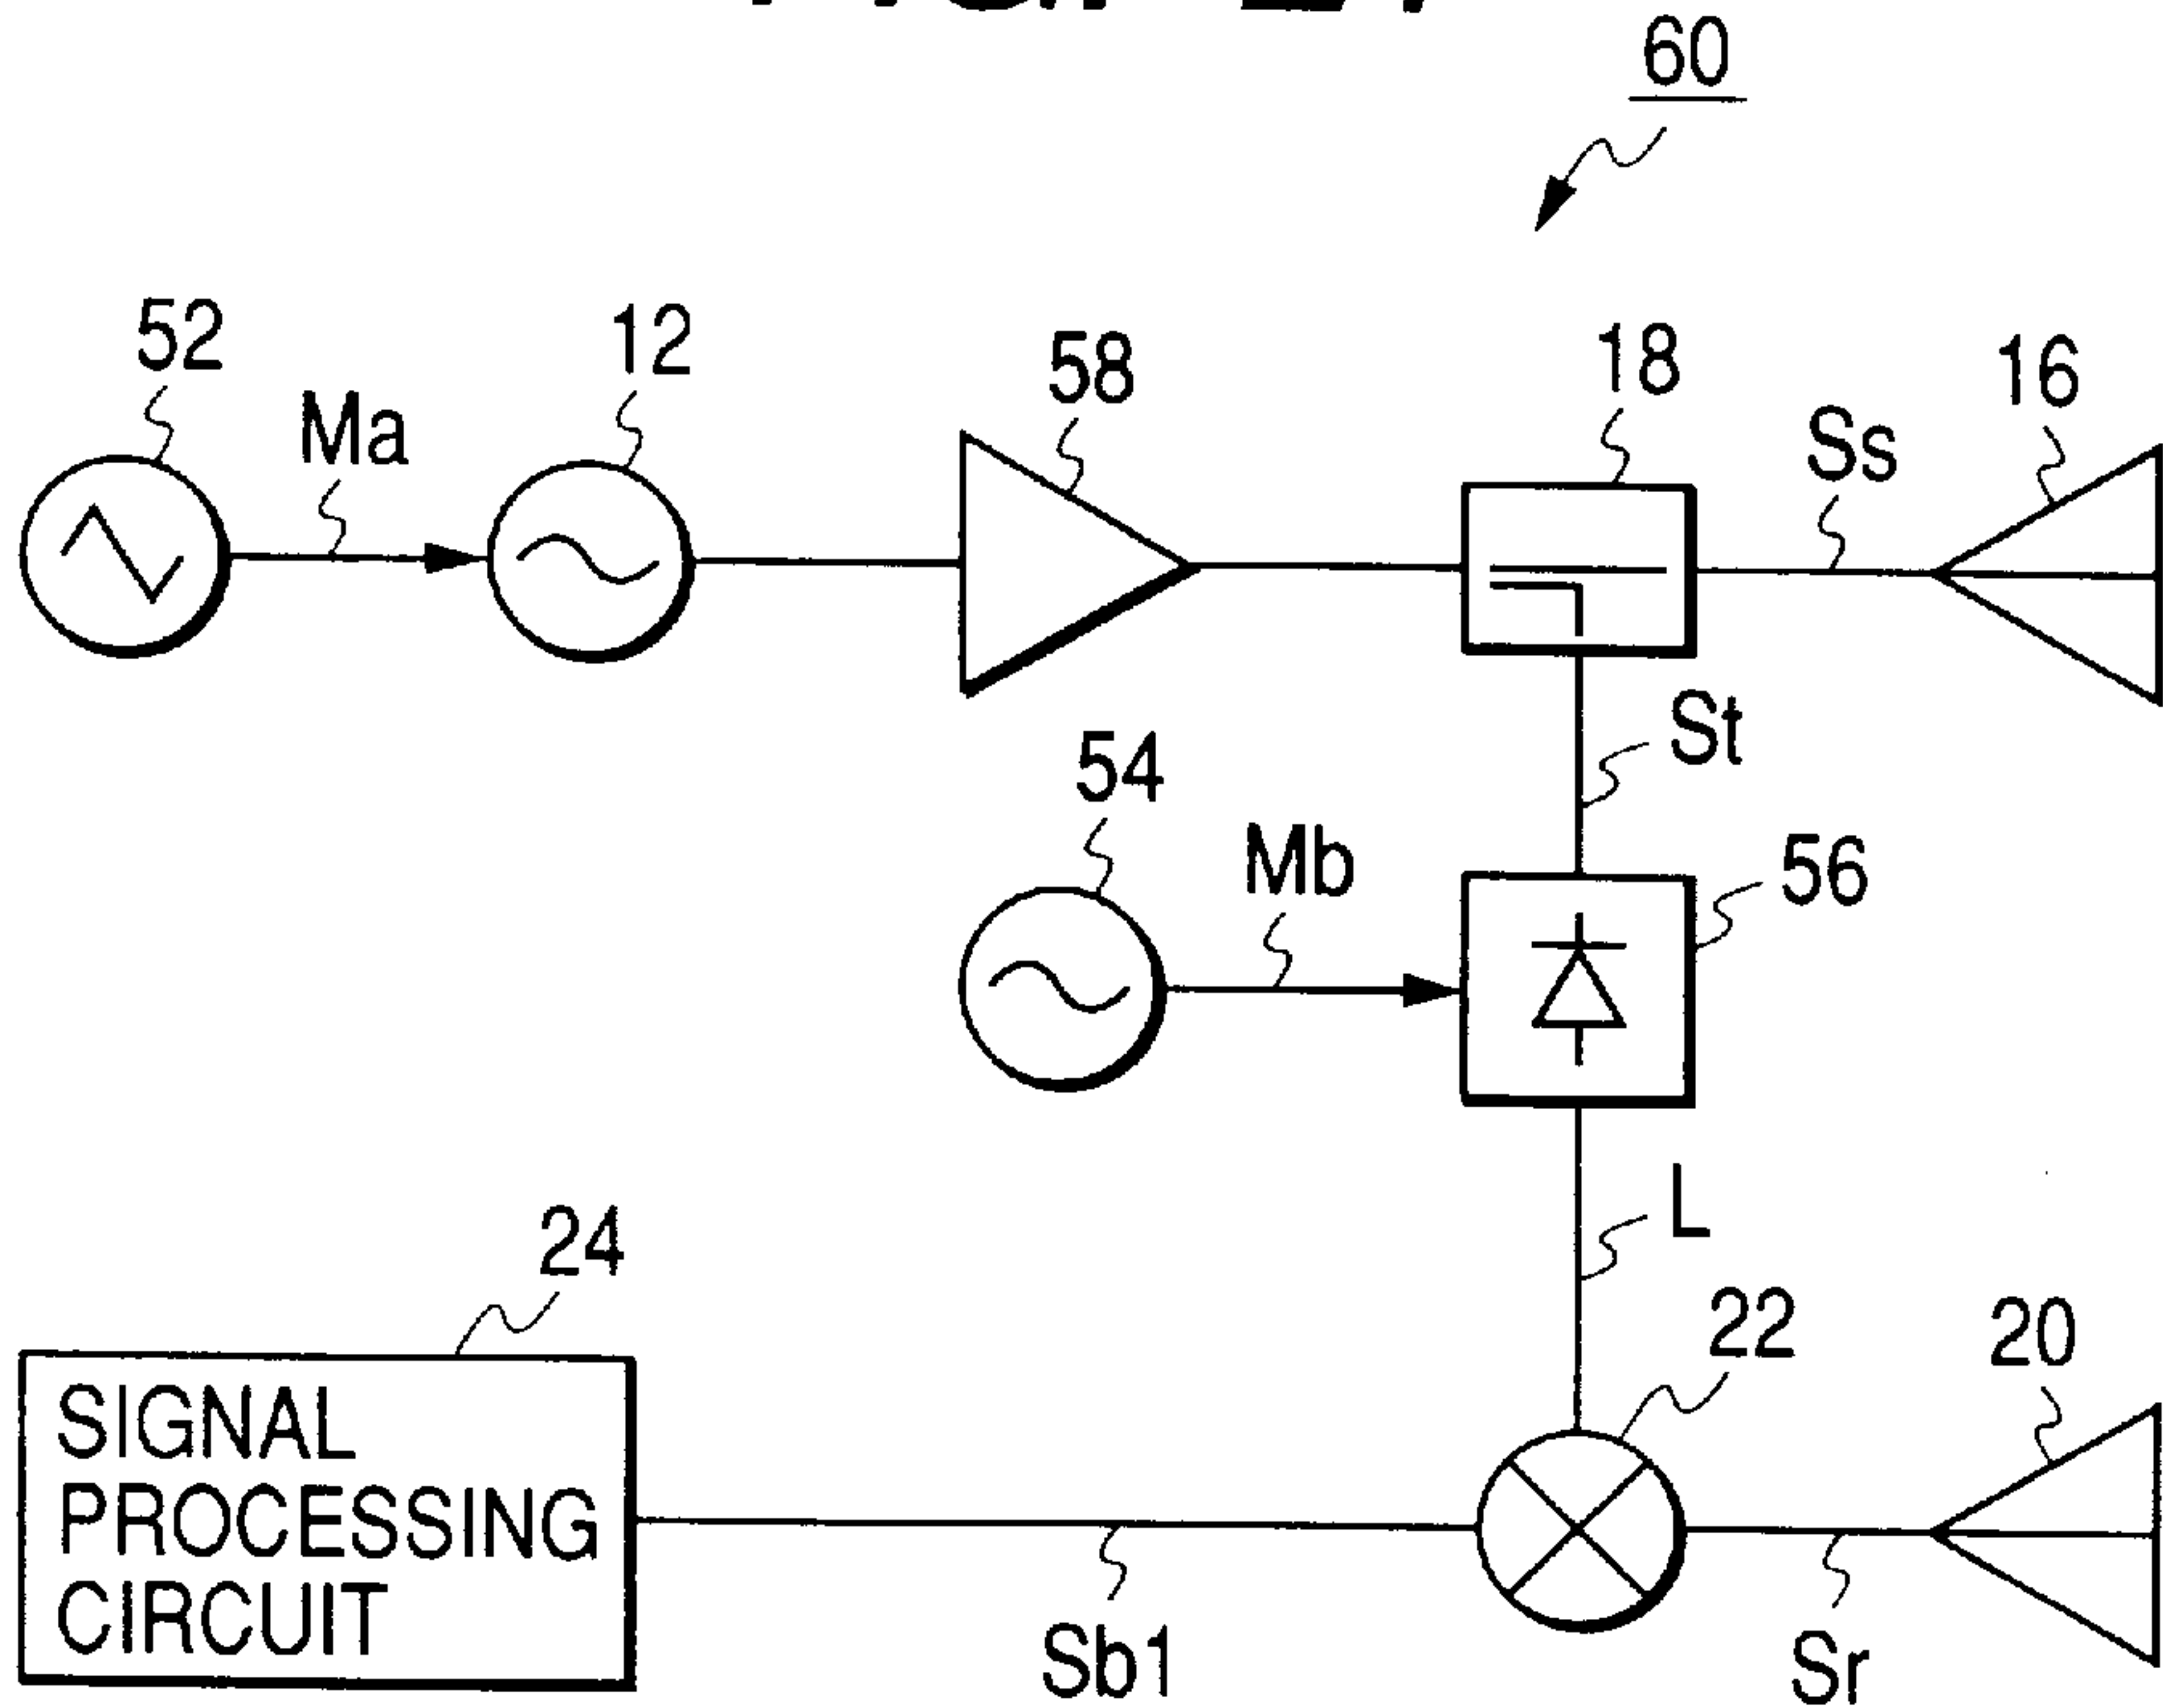 60
52
Ma
12
58
18
Ss
16
St
54
Mb
56
L
24
22
20
SIGNAL
PROCESSING
CIRCUIT
Sb1
Sr